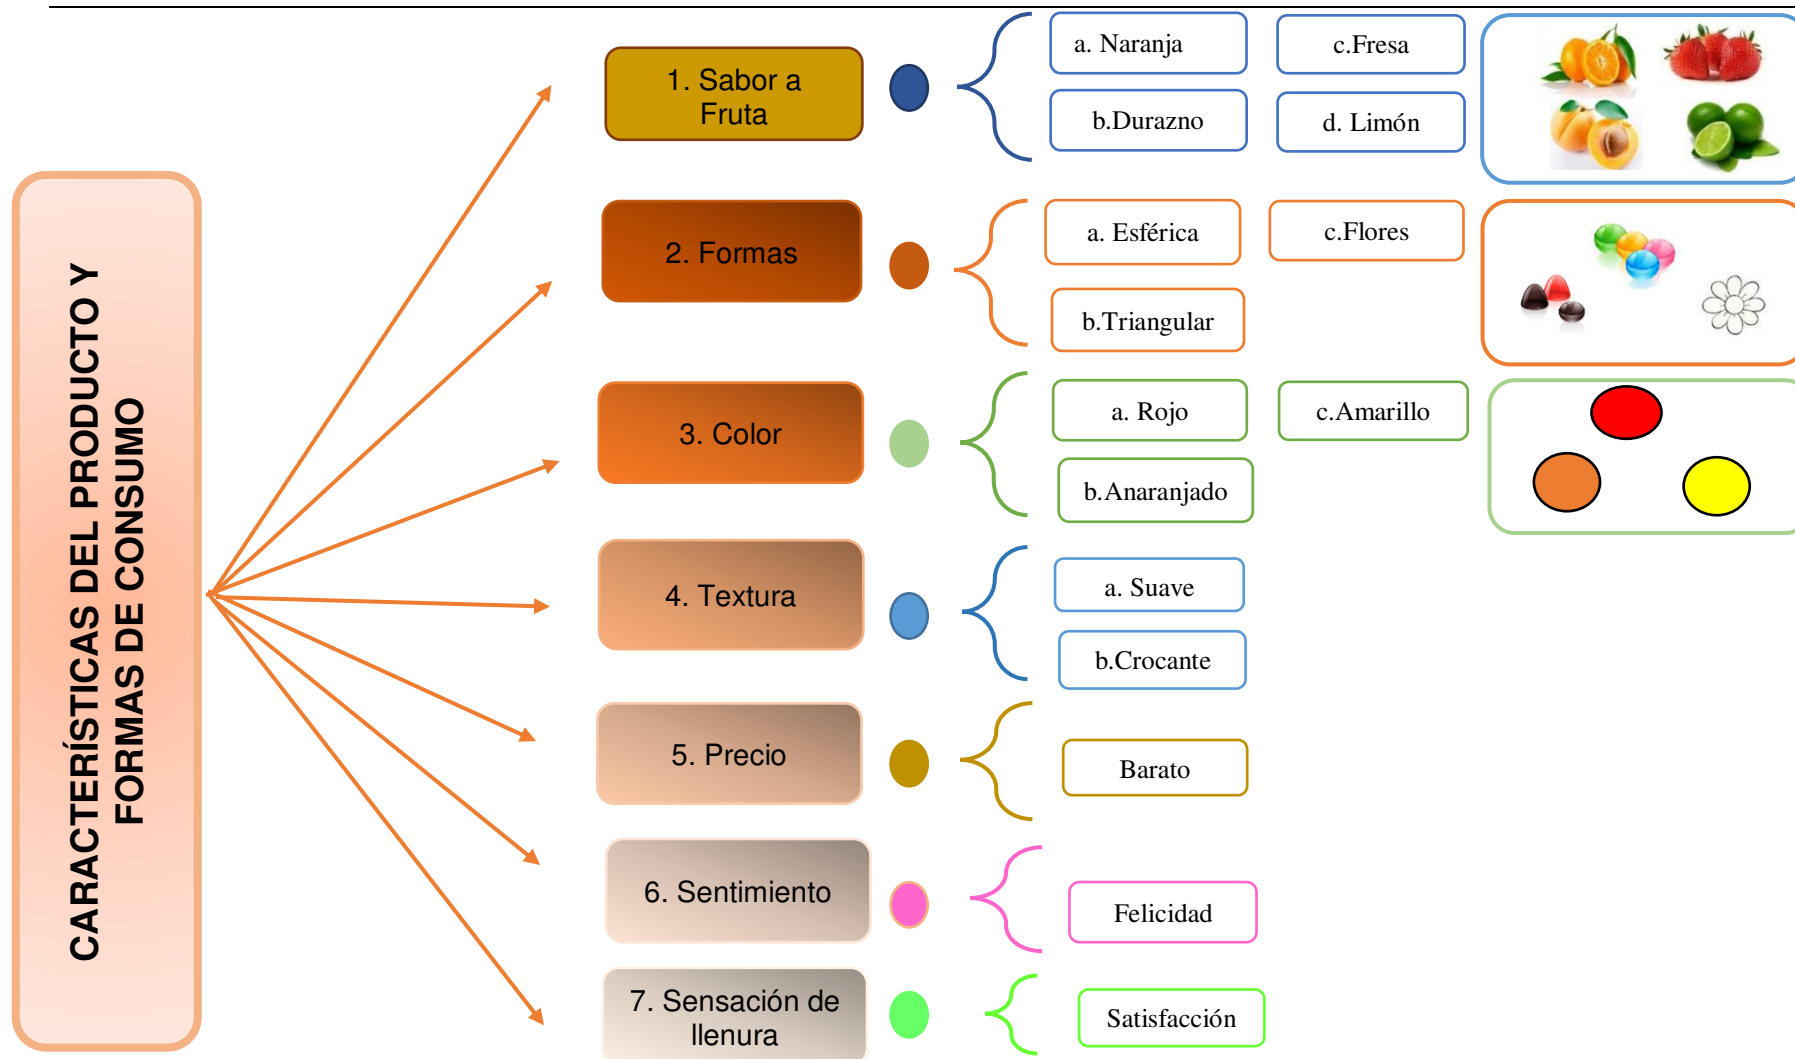 CARACTERÍSTICAS DEL PRODUCTO Y
FORMAS DE CONSUMO
1. Sabor a
Fruta
a. Naranja
c.Fresa
b.Durazno
d. Limón
2. Formas
a. Esférica
c.Flores
b.Triangular
3. Color
a. Rojo
c.Amarillo
b.Anaranjado
4. Textura
a. Suave
b.Crocante
5. Precio
Barato
6. Sentimiento
Felicidad
7. Sensación de
llenura
Satisfacción